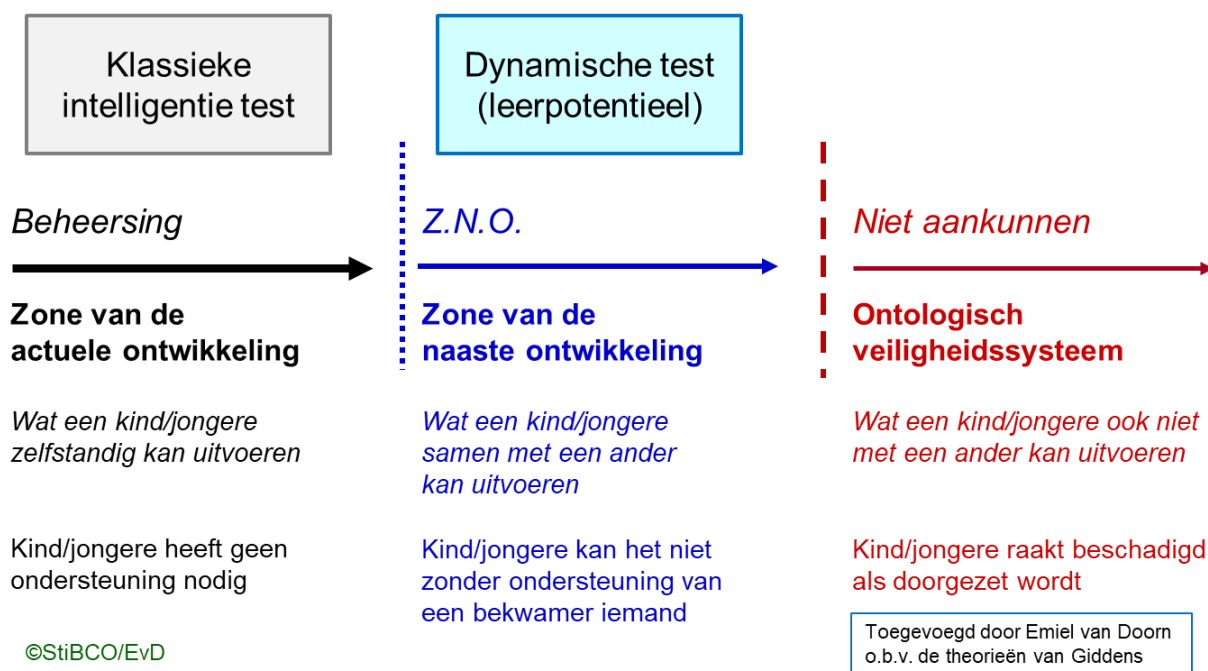 Klassieke
intelligentie test
Dynamische test
(leerpotentieel)
Beheersing
Zone van de
actuele ontwikkeling
Wat een kind/jongere
zelfstandig kan uitvoeren
Kind/jongere heeft geen
ondersteuning nodig
Z.N.O.
Zone van de
naaste ontwikkeling
Wat een kind/jongere
samen met een ander
kan uitvoeren
Kind/jongere kan het niet
zonder ondersteuning van
een bekwamer iemand
Niet aankunnen
Ontologisch
veiligheidssysteem
Wat een kind/jongere ook niet
met een ander kan uitvoeren
Kind/jongere raakt beschadigd
als doorgezet wordt
Toegevoegd door Emiel van Doorn
o.b.v. de theorieën van Giddens
©StiBCO/EvD